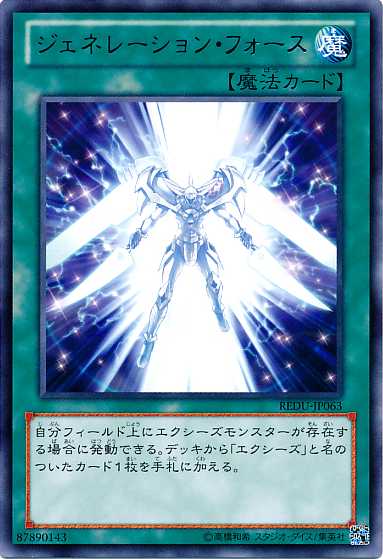 ジェネレーション・フォース
魔
【魔法カード】
REDU-JP063
自分フィールド上にエクシーズモンスターが存在す
る場合に発動できる。デッキから「エクシーズ」と名の
ついたカード1枚を手札に加える。
87890143
©高橋和希 スタジオ・ダイス/集英社